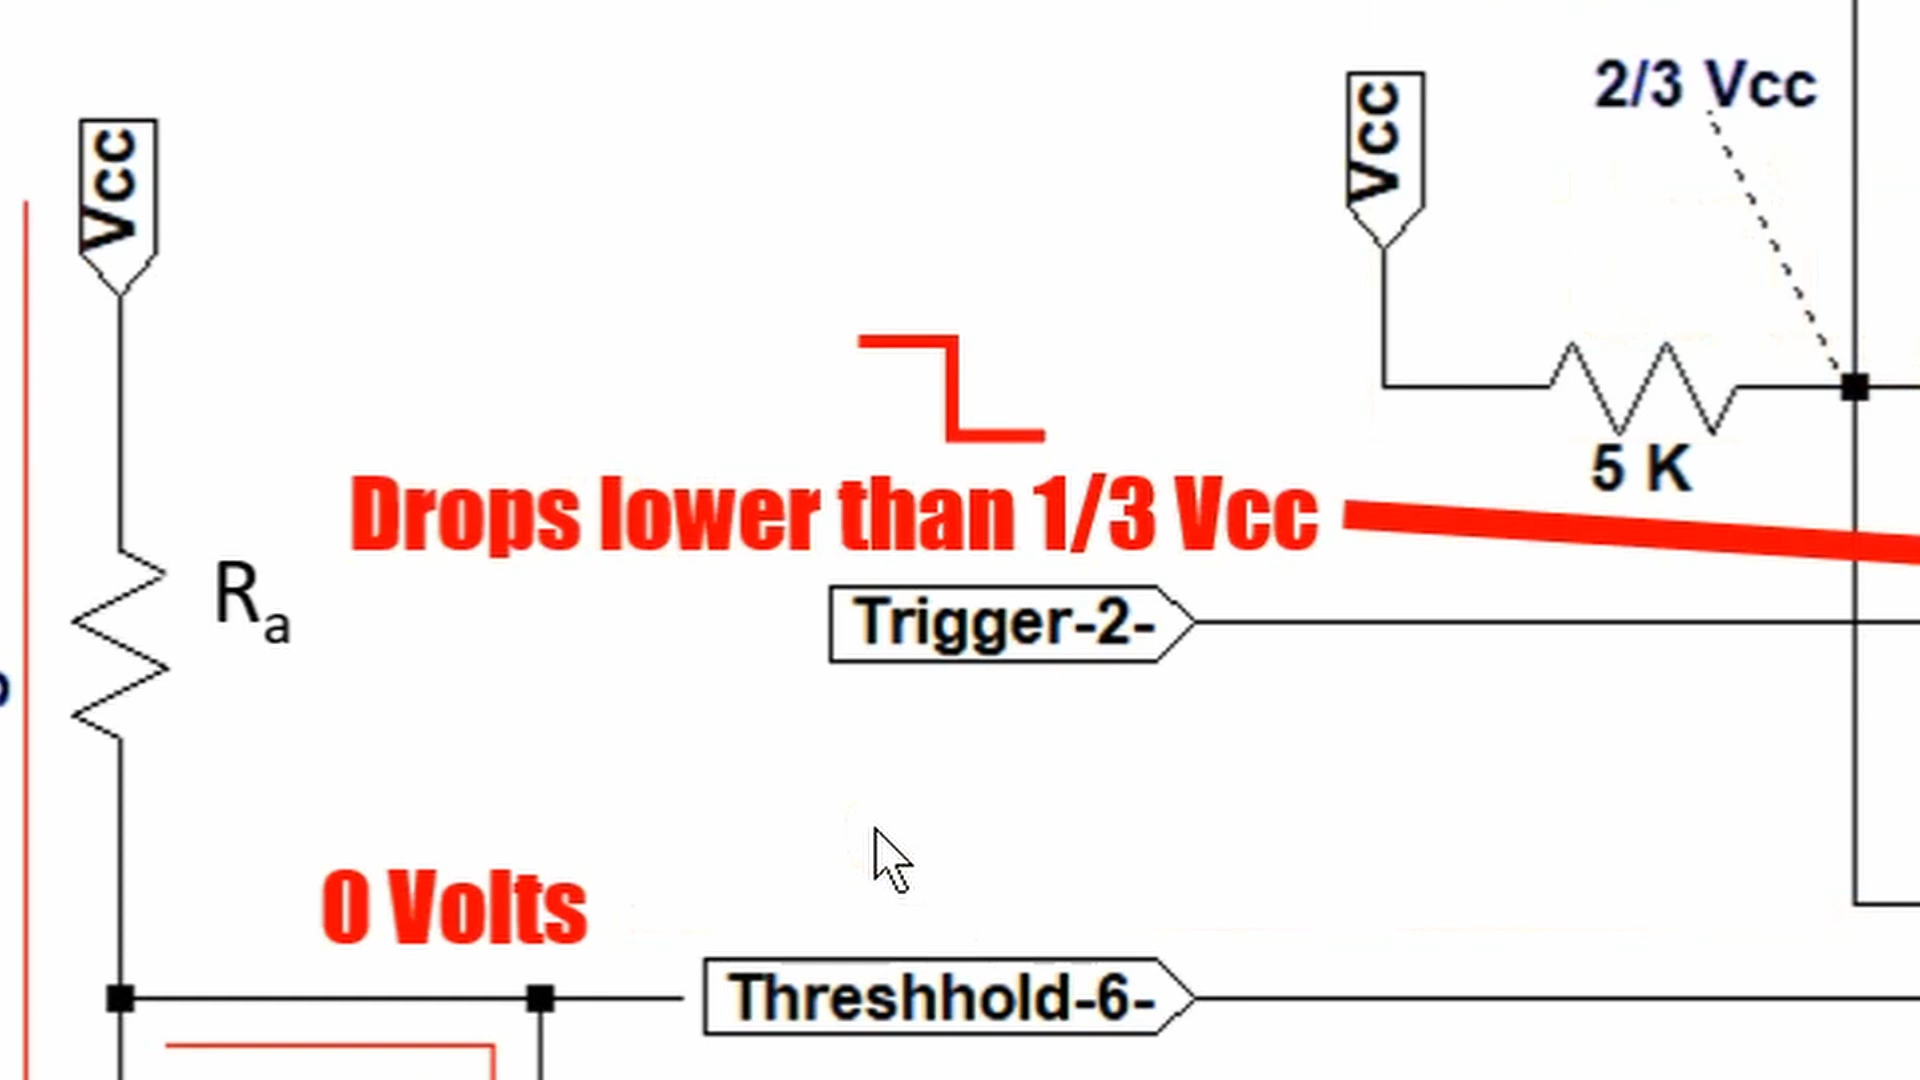 2/3 Vcc
Vcc
Vcc
5 K
Drops lower than 1/3 Vcc
Ra
Trigger-2-
0 Volts
Threshhold-6-